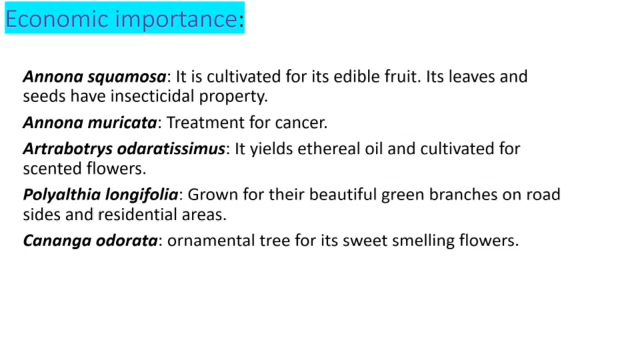 Economic importance:
Annona squamosa: It is cultivated for its edible fruit. Its leaves and
seeds have insecticidal property.
Annona muricata: Treatment for cancer.
Artrabotrys odaratissimus: It yields ethereal oil and cultivated for
scented flowers.
Polyalthia longifolia: Grown for their beautiful green branches on road
sides and residential areas.
Cananga odorata: ornamental tree for its sweet smelling flowers.